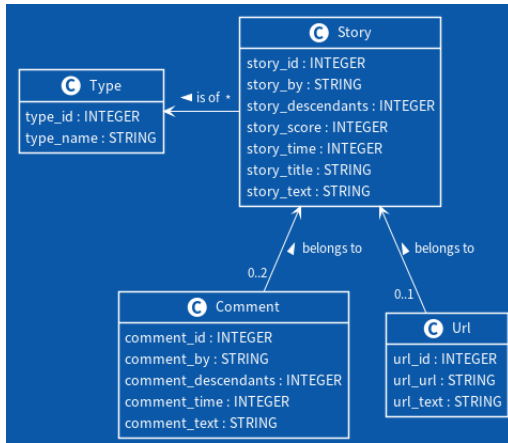 C Story
story_id : INTEGER
story_by : STRING
story_descendants : INTEGER
story_score : INTEGER
story_time : INTEGER
story_title : STRING
story_text : STRING
C Type
type_id : INTEGER
type_name : STRING
◄ is of *
▲ belongs to
0..2
▲ belongs to
0..1
C Comment
comment_id : INTEGER
comment_by : STRING
comment_descendants : INTEGER
comment_time : INTEGER
comment_text : STRING
C Url
url_id : INTEGER
url_url : STRING
url_text : STRING